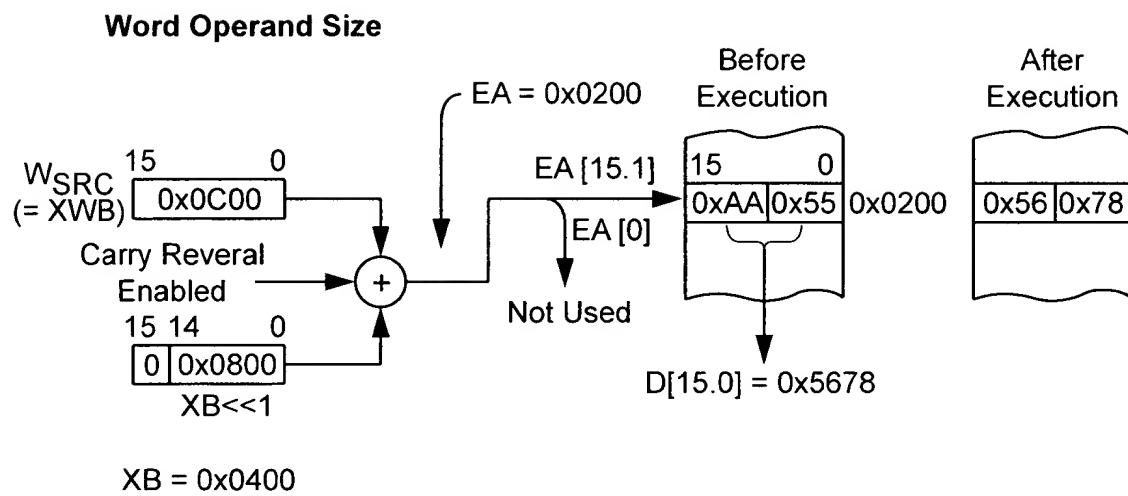 Word Operand Size
Before
Execution
After
Execution
EA = 0x0200
15 0
WSRC
(= XWB)
0x0C00
EA [15.1]
15 0
0xAA 0x55 0x0200
0x56 0x78
EA [0]
Carry Reveral
Enabled
+
Not Used
15 14 0
0 0x0800
XB<<1
D[15.0] = 0x5678
XB = 0x0400